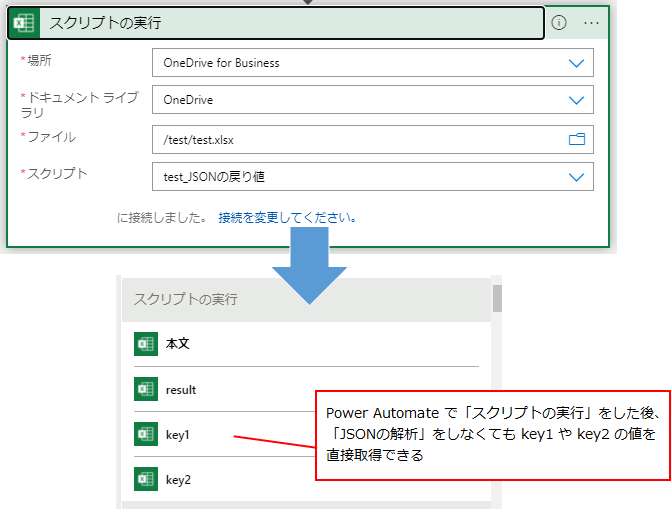 スクリプトの実行
*場所
OneDrive for Business
*ドキュメント ライブ
ラリ
OneDrive
*ファイル
/test/test.xlsx
*スクリプト
test_JSONの戻り値
に接続しました。 接続を変更してください。
スクリプトの実行
本文
result
key1
key2
Power Automate で「スクリプトの実行」をした後、
「JSONの解析」をしなくても key1 や key2 の値を
直接取得できる